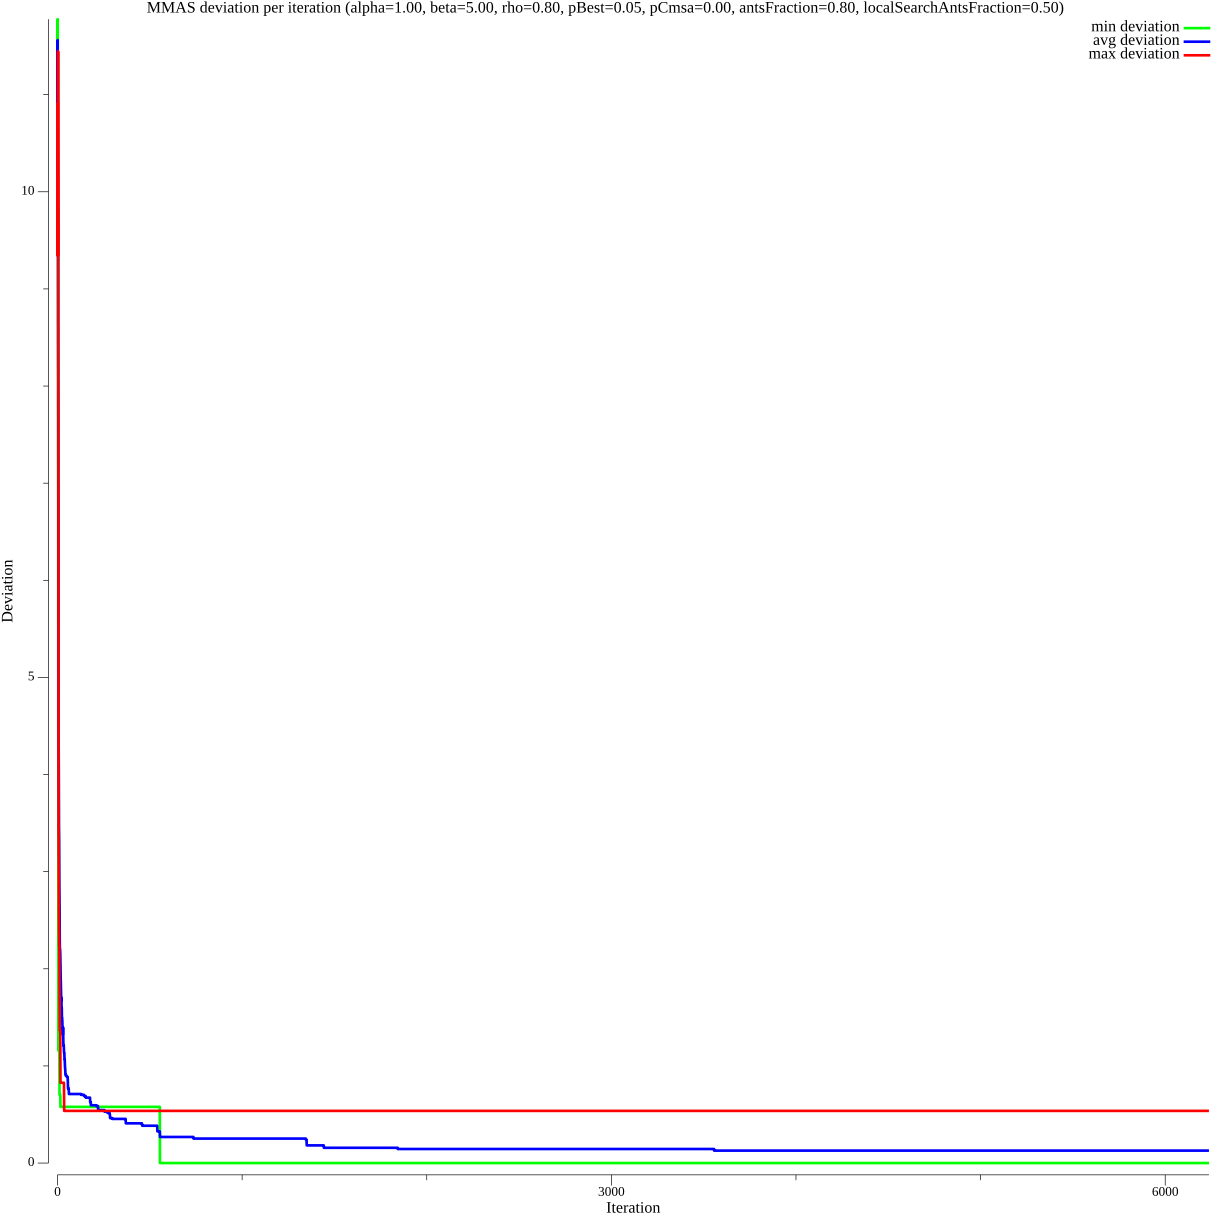 MMAS deviation per iteration (alpha=1.00, beta=5.00, rho=0.80, pBest=0.05, pCmsa=0.00, antsFraction=0.80, localSearchAntsFraction=0.50)
min deviation
avg deviation
max deviation
10
5
0
Deviation
0
3000
6000
Iteration